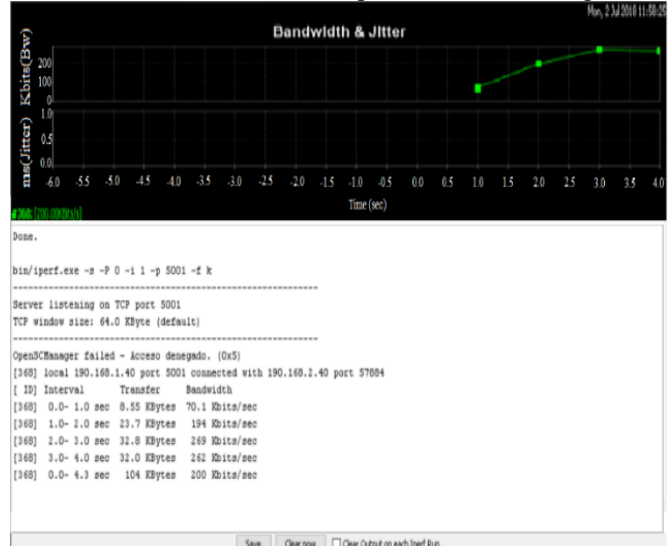 Mon, 2 Jul 2018 11:58:25
Bandwidth & Jitter
Kbits(Bw)
200
100
0
ms(Jitter)
1.0
0.5
0.0
-6.0 -5.5 -5.0 -4.5 -4.0 -3.5 -3.0 -2.5 -2.0 -1.5 -1.0 -0.5 0.0 0.5 1.0 1.5 2.0 2.5 3.0 3.5 4.0
Time (sec)
#368: [200.00KBits/s]
Done.
bin/iperf.exe -s -P 0 -i 1 -p 5001 -f k
------------------------------------------------------------
Server listening on TCP port 5001
TCP window size: 64.0 KByte (default)
------------------------------------------------------------
OpenSCManager failed - Acceso denegado. (0x5)
[368] local 190.168.1.40 port 5001 connected with 190.168.2.40 port 57884
[ ID] Interval Transfer Bandwidth
[368] 0.0- 1.0 sec 8.55 KBytes 70.1 Kbits/sec
[368] 1.0- 2.0 sec 23.7 KBytes 194 Kbits/sec
[368] 2.0- 3.0 sec 32.8 KBytes 269 Kbits/sec
[368] 3.0- 4.0 sec 32.0 KBytes 262 Kbits/sec
[368] 0.0- 4.3 sec 104 KBytes 200 Kbits/sec
Save Clear now Clear Output on each Iperf Run